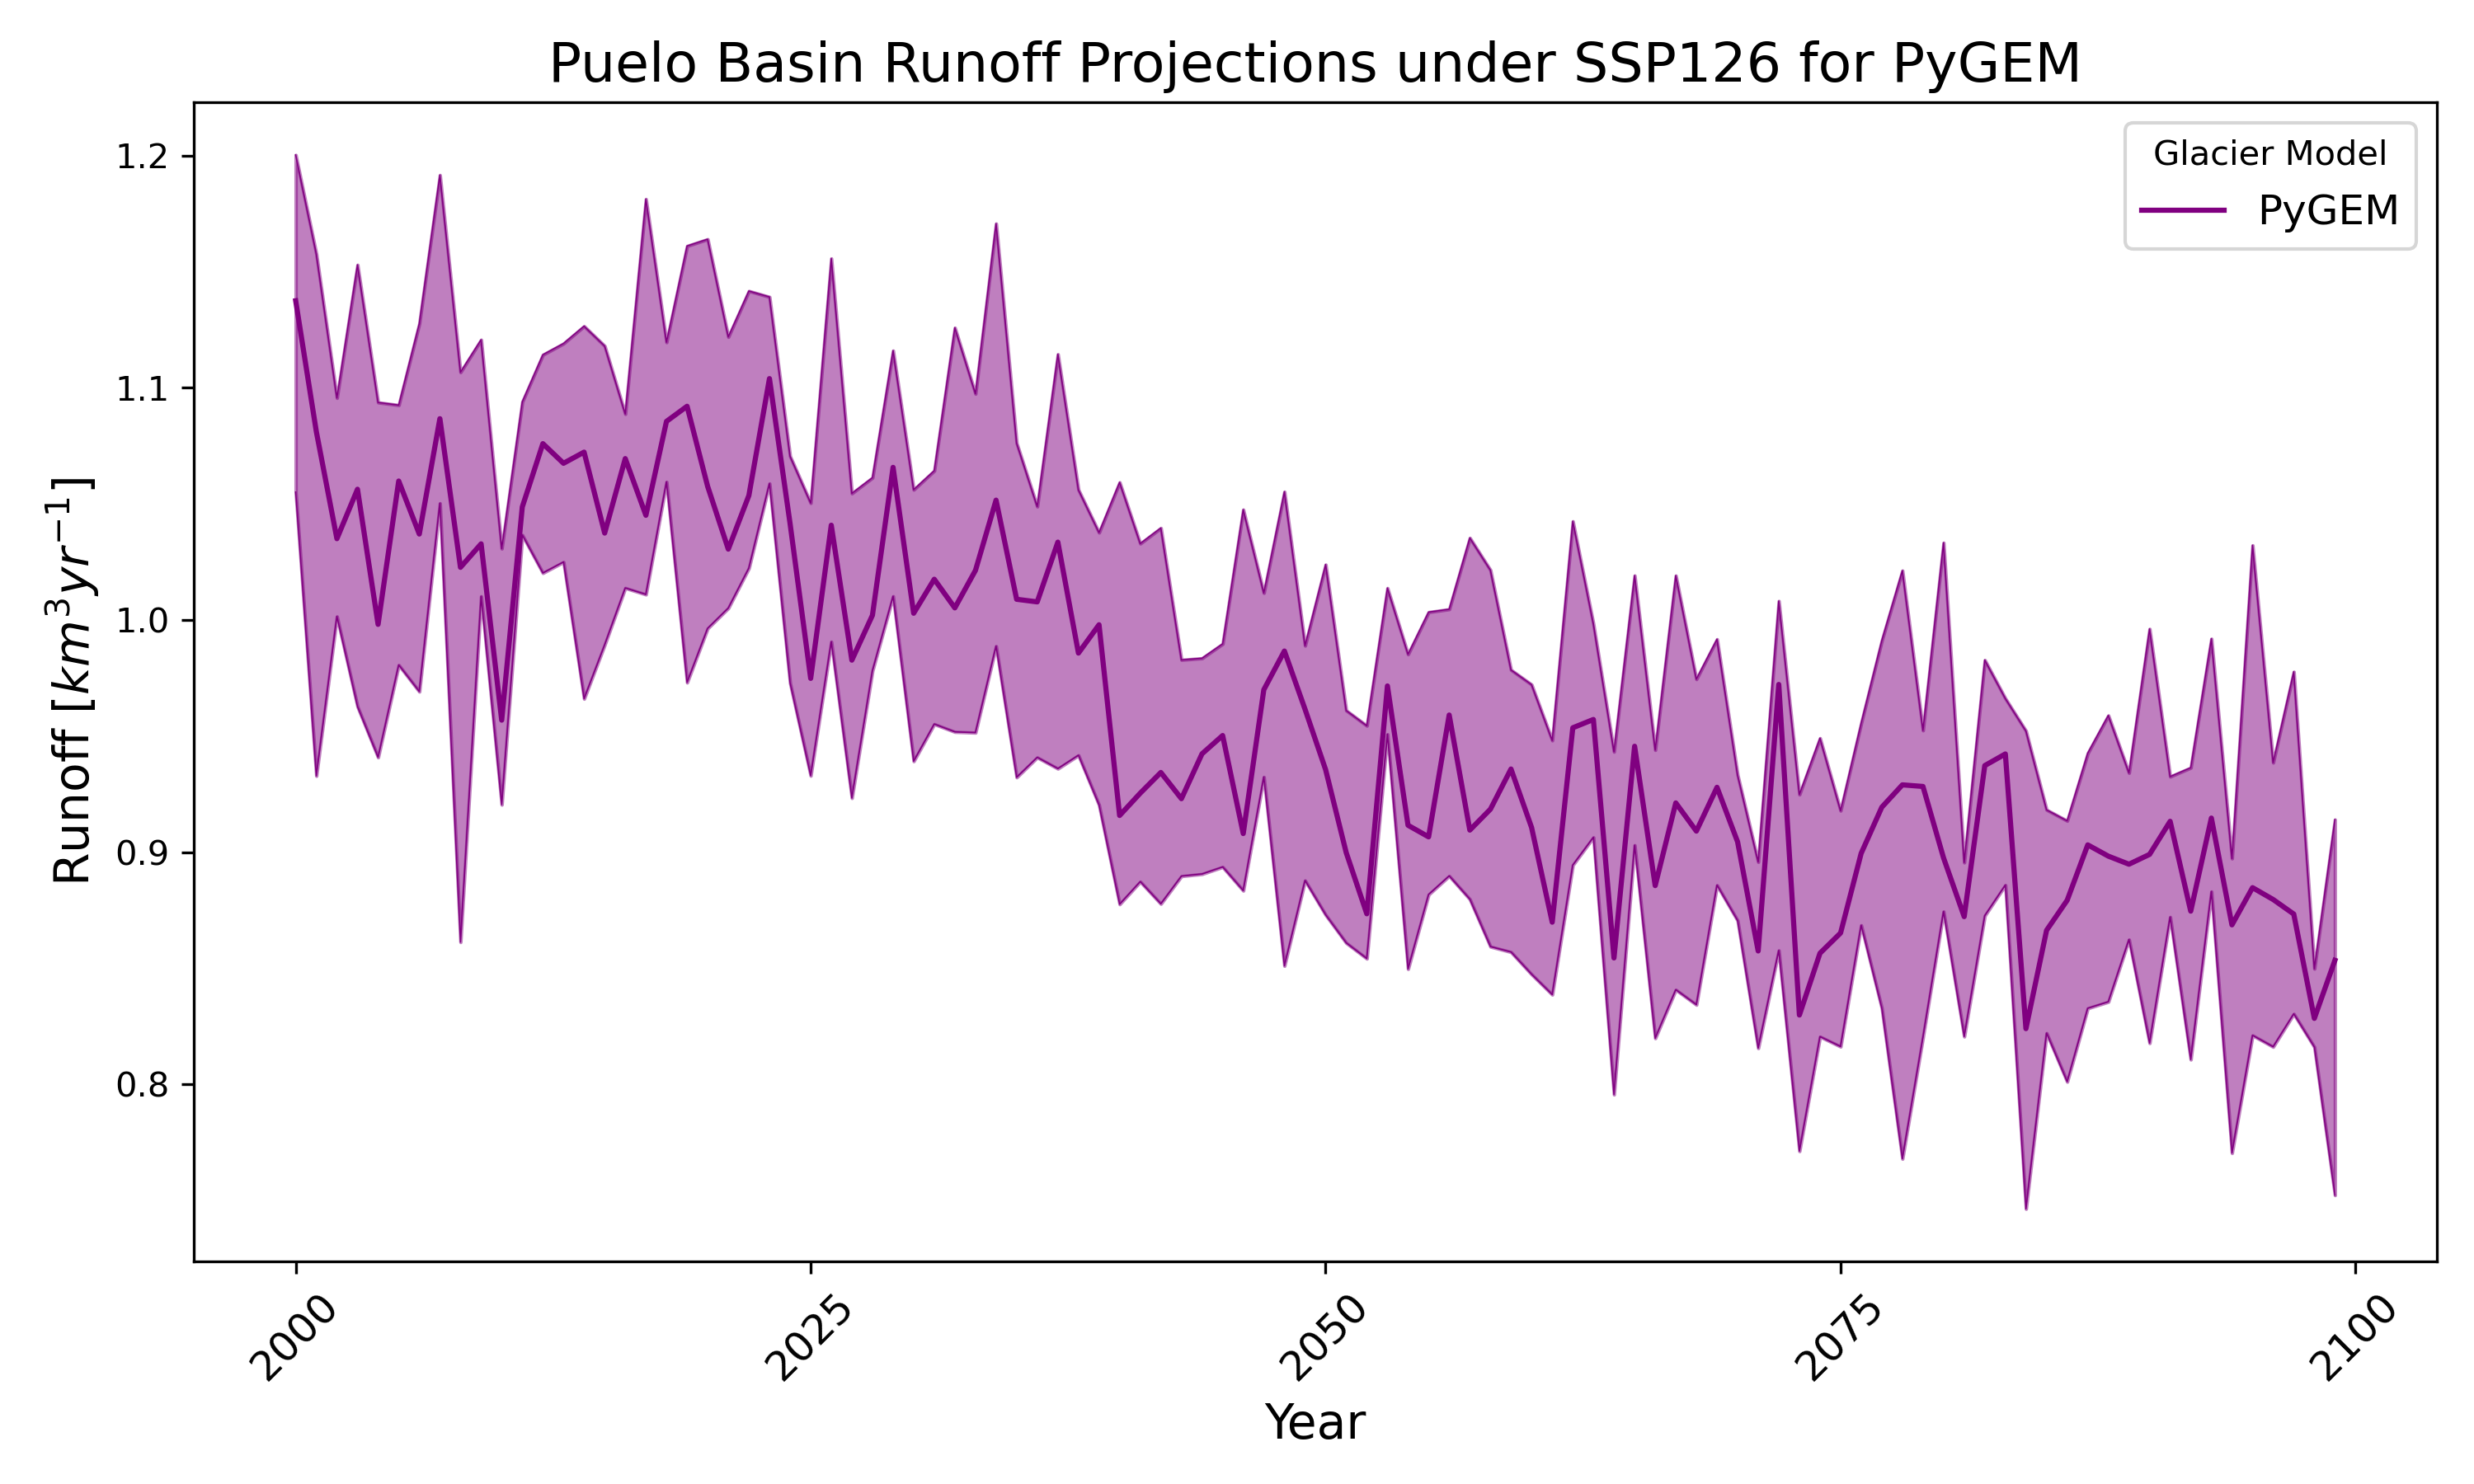 Puelo Basin Runoff Projections under SSP126 for PyGEM
Glacier Model
PyGEM
Runoff [km³yr⁻¹]
1.2
1.1
1.0
0.9
0.8
2000
2025
2050
2075
2100
Year